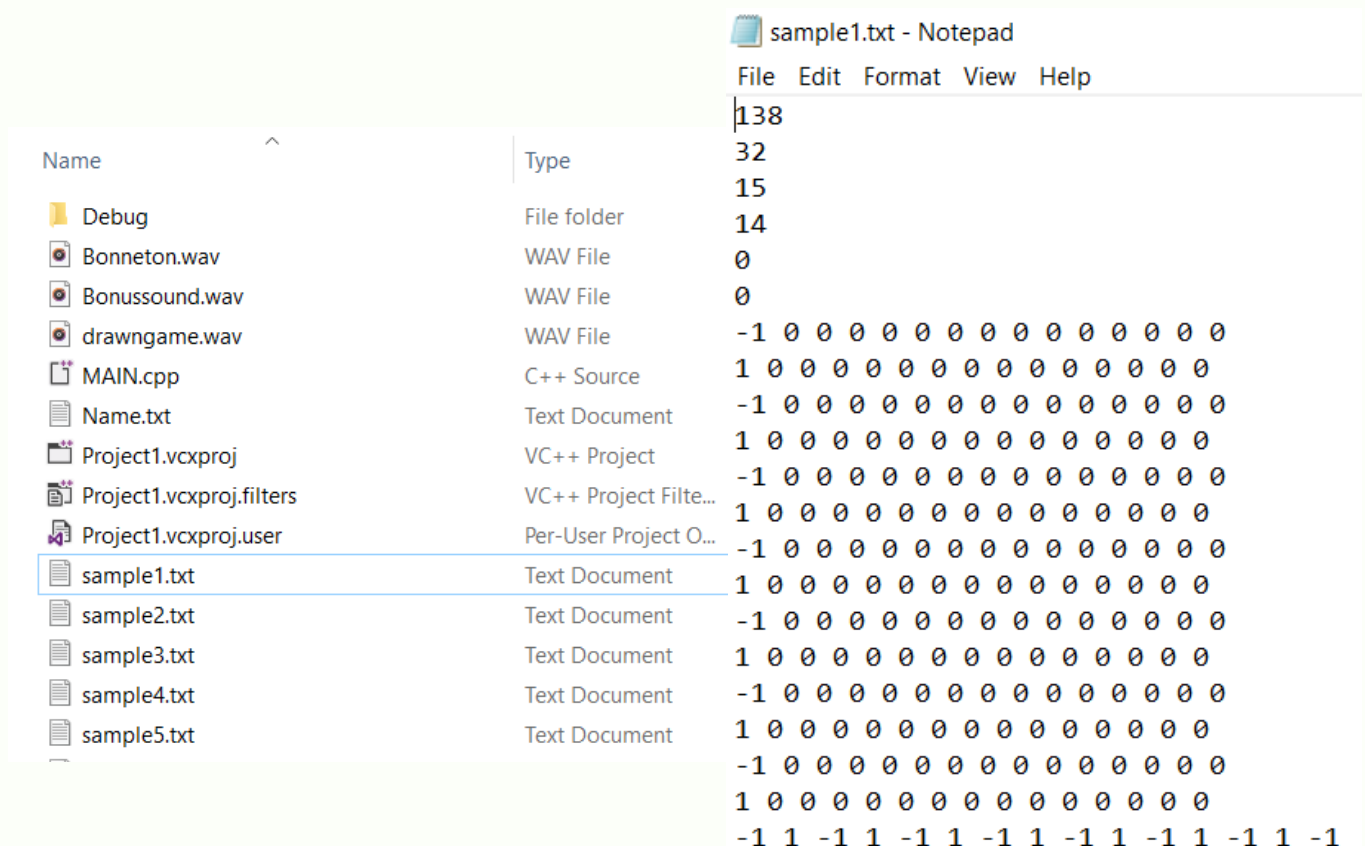 Name Type
Debug File folder
Bonneton.wav WAV File
Bonussound.wav WAV File
drawngame.wav WAV File
MAIN.cpp C++ Source
Name.txt Text Document
Project1.vcxproj VC++ Project
Project1.vcxproj.filters VC++ Project Filte...
Project1.vcxproj.user Per-User Project O...
sample1.txt Text Document
sample2.txt Text Document
sample3.txt Text Document
sample4.txt Text Document
sample5.txt Text Document
sample1.txt - Notepad
File Edit Format View Help
138
32
15
14
0
0
-1 0 0 0 0 0 0 0 0 0 0 0 0 0 0
1 0 0 0 0 0 0 0 0 0 0 0 0 0 0
-1 0 0 0 0 0 0 0 0 0 0 0 0 0 0
1 0 0 0 0 0 0 0 0 0 0 0 0 0 0
-1 0 0 0 0 0 0 0 0 0 0 0 0 0 0
1 0 0 0 0 0 0 0 0 0 0 0 0 0 0
-1 0 0 0 0 0 0 0 0 0 0 0 0 0 0
1 0 0 0 0 0 0 0 0 0 0 0 0 0 0
-1 0 0 0 0 0 0 0 0 0 0 0 0 0 0
1 0 0 0 0 0 0 0 0 0 0 0 0 0 0
-1 0 0 0 0 0 0 0 0 0 0 0 0 0 0
1 0 0 0 0 0 0 0 0 0 0 0 0 0 0
-1 0 0 0 0 0 0 0 0 0 0 0 0 0 0
1 0 0 0 0 0 0 0 0 0 0 0 0 0 0
-1 1 -1 1 -1 1 -1 1 -1 1 -1 1 -1 1 -1